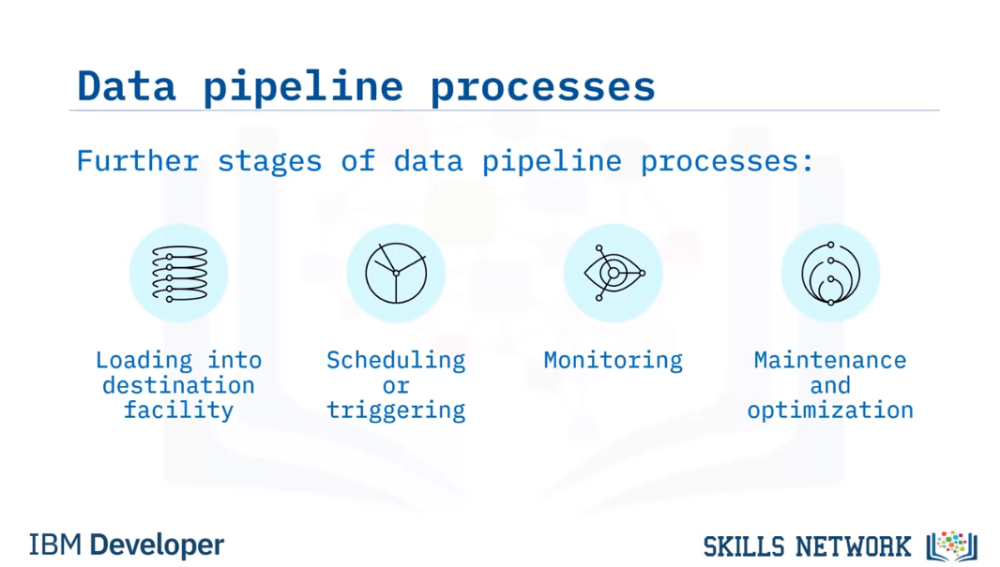 Data pipeline processes
Further stages of data pipeline processes:
Loading into
destination
facility
Scheduling
or
triggering
Monitoring
Maintenance
and
optimization
IBM Developer
SKILLS NETWORK